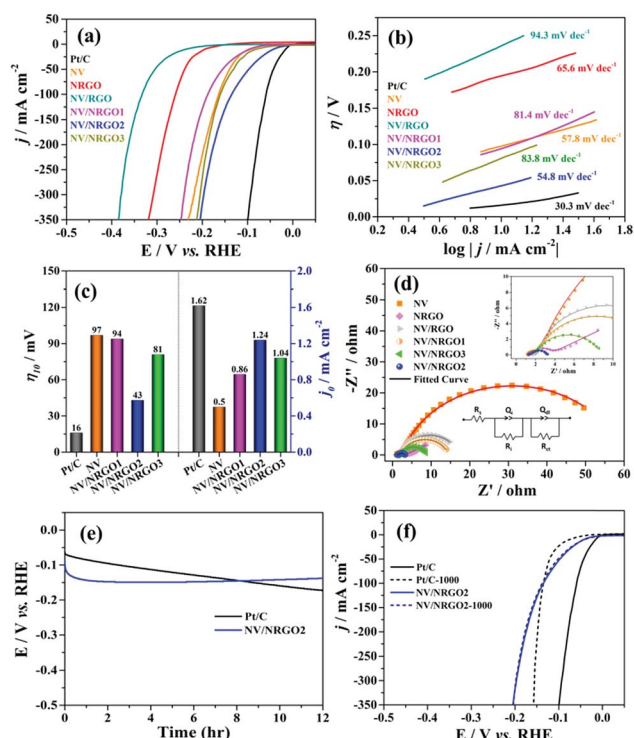 (a)
Pt/C
NV
NRGO
NV/RGO
NV/NRGO1
NV/NRGO2
NV/NRGO3
j / mA cm⁻²
0
-50
-100
-150
-200
-250
-300
-350
-0.5
-0.4
-0.3
-0.2
-0.1
0.0
E / V vs. RHE
(b)
94.3 mV dec⁻¹
65.6 mV dec⁻¹
81.4 mV dec⁻¹
57.8 mV dec⁻¹
83.8 mV dec⁻¹
54.8 mV dec⁻¹
30.3 mV dec⁻¹
Pt/C
NV
NRGO
NV/RGO
NV/NRGO1
NV/NRGO2
NV/NRGO3
η / V
0.25
0.20
0.15
0.10
0.05
0.00
0.0
0.4
0.8
1.2
1.6
2.0
log | j / mA cm⁻²|
(c)
η10 / mV
150
120
90
60
30
0
16
97
94
43
81
1.62
0.5
0.86
1.24
1.04
Pt/C
NV
NV/NRGO1
NV/NRGO2
NV/NRGO3
Pt/C
NV
NV/NRGO1
NV/NRGO2
NV/NRGO3
2.0
1.6
1.2
0.8
0.4
0.0
j0 / mA cm⁻²
(d)
NV
NRGO
NV/RGO
NV/NRGO1
NV/NRGO3
NV/NRGO2
Fitted Curve
-Z'' / ohm
60
50
40
30
20
10
0
0
10
20
30
40
50
60
Z' / ohm
-Z'' / ohm
10
8
6
4
2
0
0
2
4
6
8
10
Z' / ohm
Rs
Qt
Qdl
Rt
Rct
(e)
Pt/C
NV/NRGO2
E / V vs. RHE
0.0
-0.1
-0.2
-0.3
-0.4
-0.5
0
4
8
12
Time (hr)
(f)
Pt/C
Pt/C-1000
NV/NRGO2
NV/NRGO2-1000
j / mA cm⁻²
0
-50
-100
-150
-200
-250
-300
-350
-0.5
-0.4
-0.3
-0.2
-0.1
0.0
E / V vs. RHE